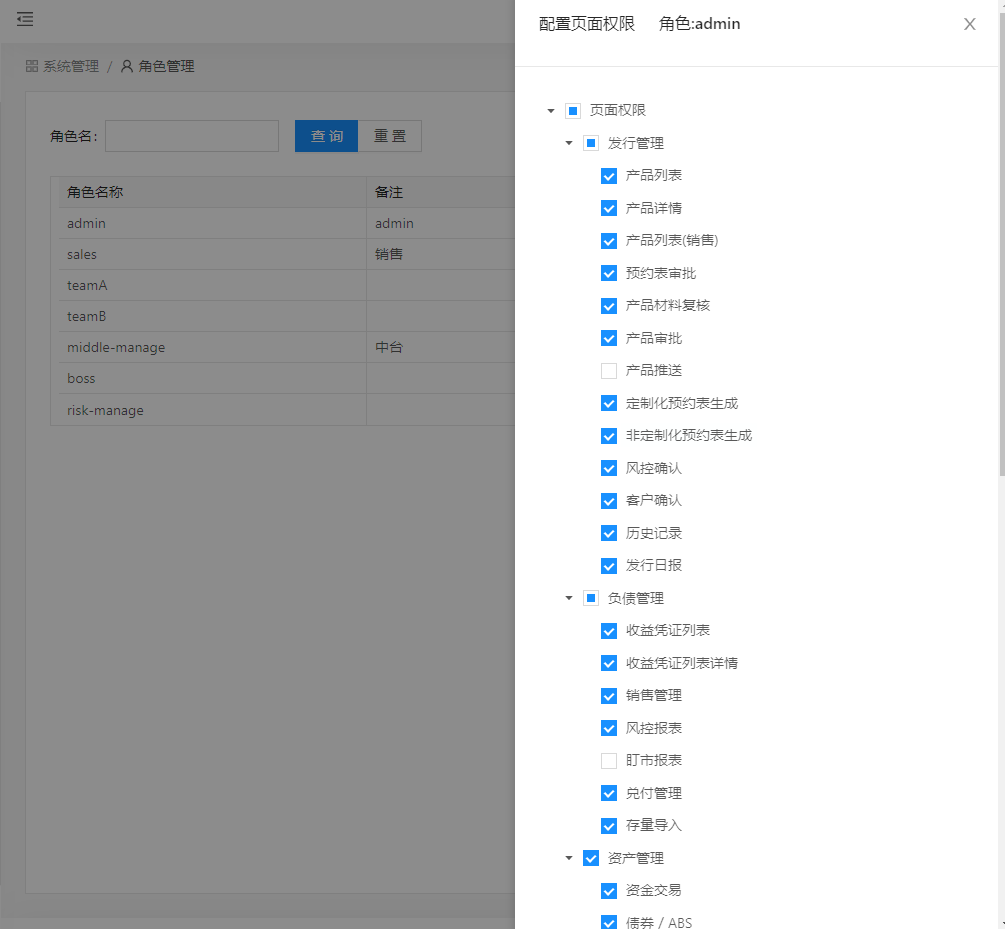 系统管理 / 角色管理
角色名:
查 询
重 置
角色名称 备注
admin admin
sales 销售
teamA
teamB
middle-manage 中台
boss
risk-manage
配置页面权限 角色:admin
页面权限
发行管理
产品列表
产品详情
产品列表(销售)
预约表审批
产品材料复核
产品审批
产品推送
定制化预约表生成
非定制化预约表生成
风控确认
客户确认
历史记录
发行日报
负债管理
收益凭证列表
收益凭证列表详情
销售管理
风控报表
盯市报表
兑付管理
存量导入
资产管理
资金交易
债券 / ABS